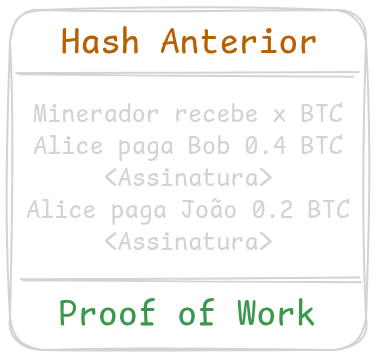 Hash Anterior
Minerador recebe x BTC
Alice paga Bob 0.4 BTC
<Assinatura>
Alice paga João 0.2 BTC
<Assinatura>
Proof of Work